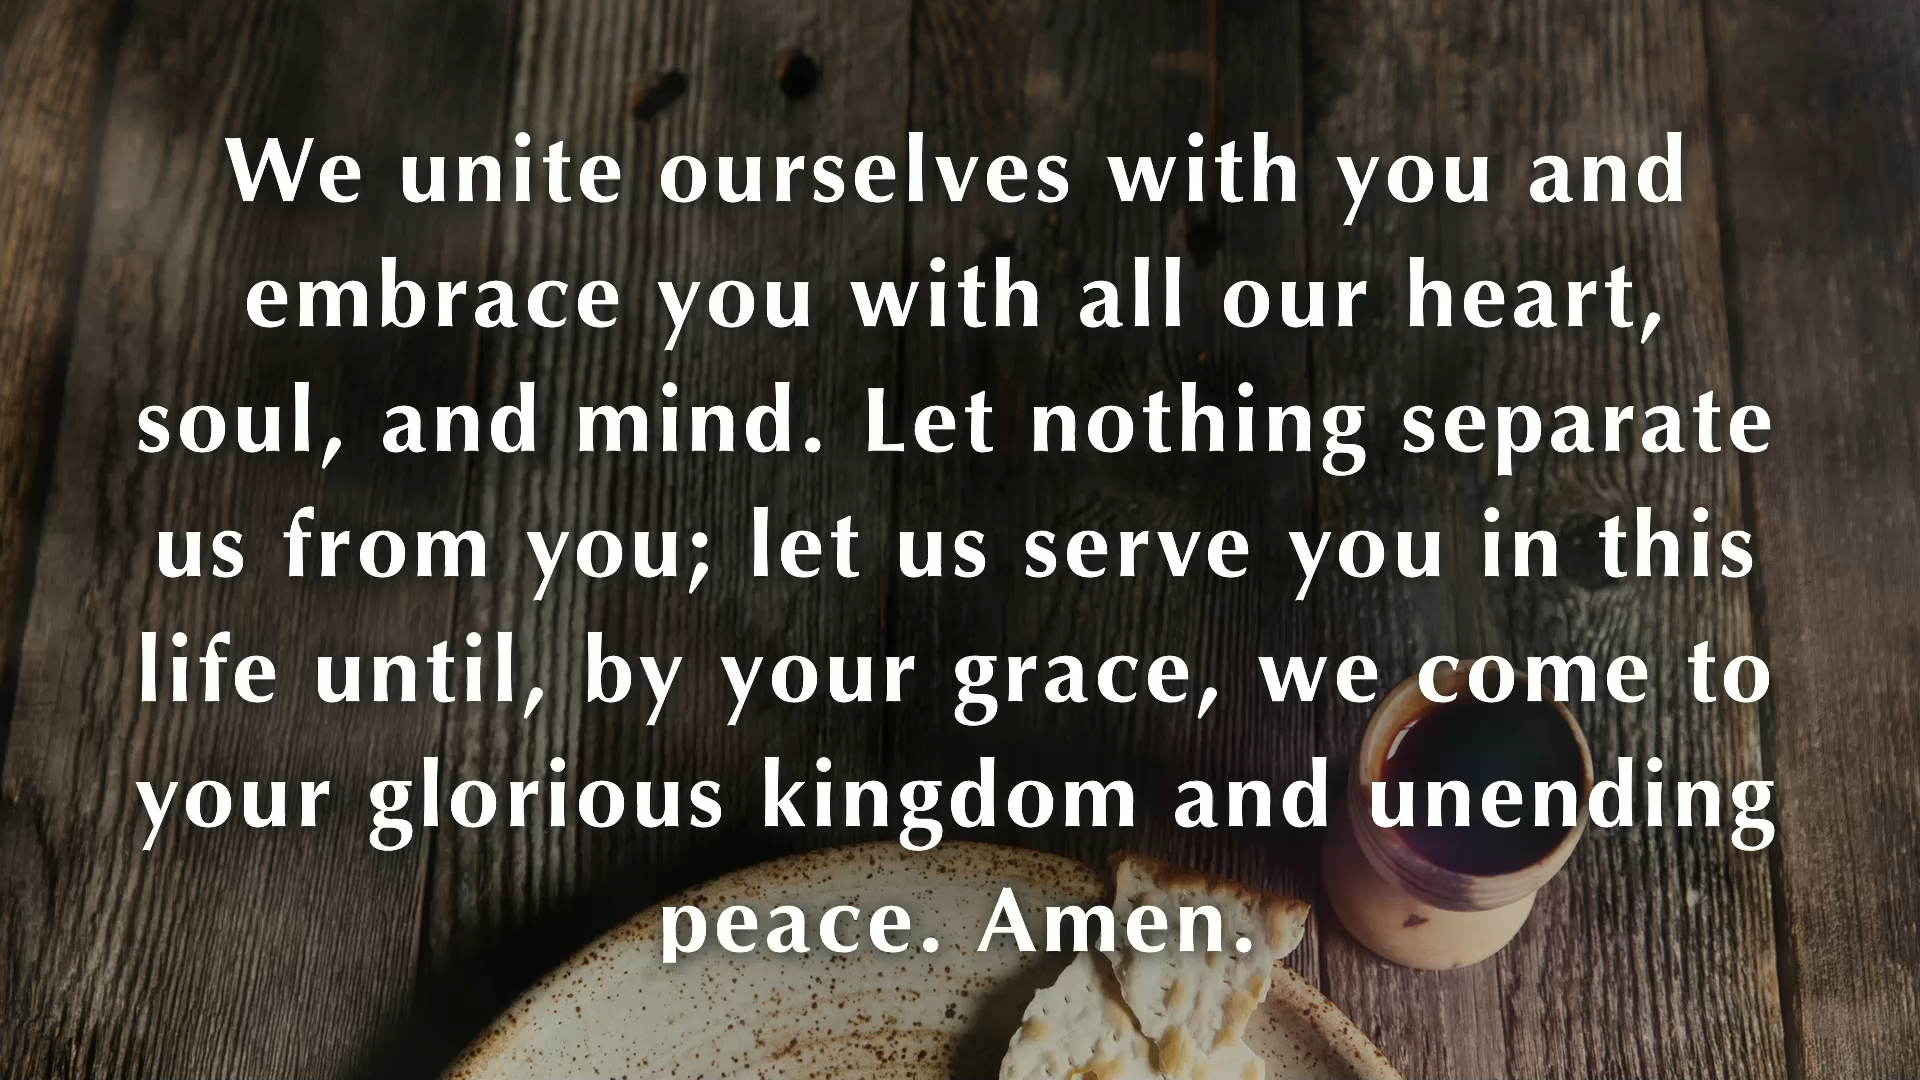 We unite ourselves with you and
embrace you with all our heart,
soul, and mind. Let nothing separate
us from you; let us serve you in this
life until, by your grace, we come to
your glorious kingdom and unending
peace. Amen.